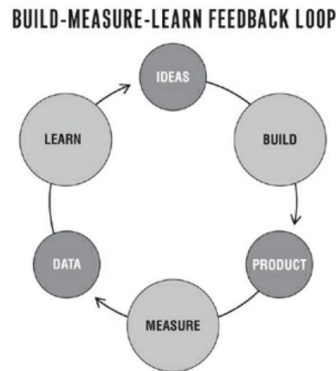 BUILD-MEASURE-LEARN FEEDBACK LOOP
IDEAS
BUILD
PRODUCT
MEASURE
DATA
LEARN